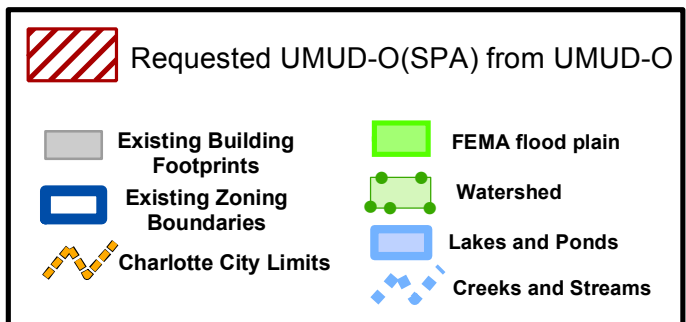 Requested UMUD-O(SPA) from UMUD-O
Existing Building
Footprints
Existing Zoning
Boundaries
Charlotte City Limits
FEMA flood plain
Watershed
Lakes and Ponds
Creeks and Streams